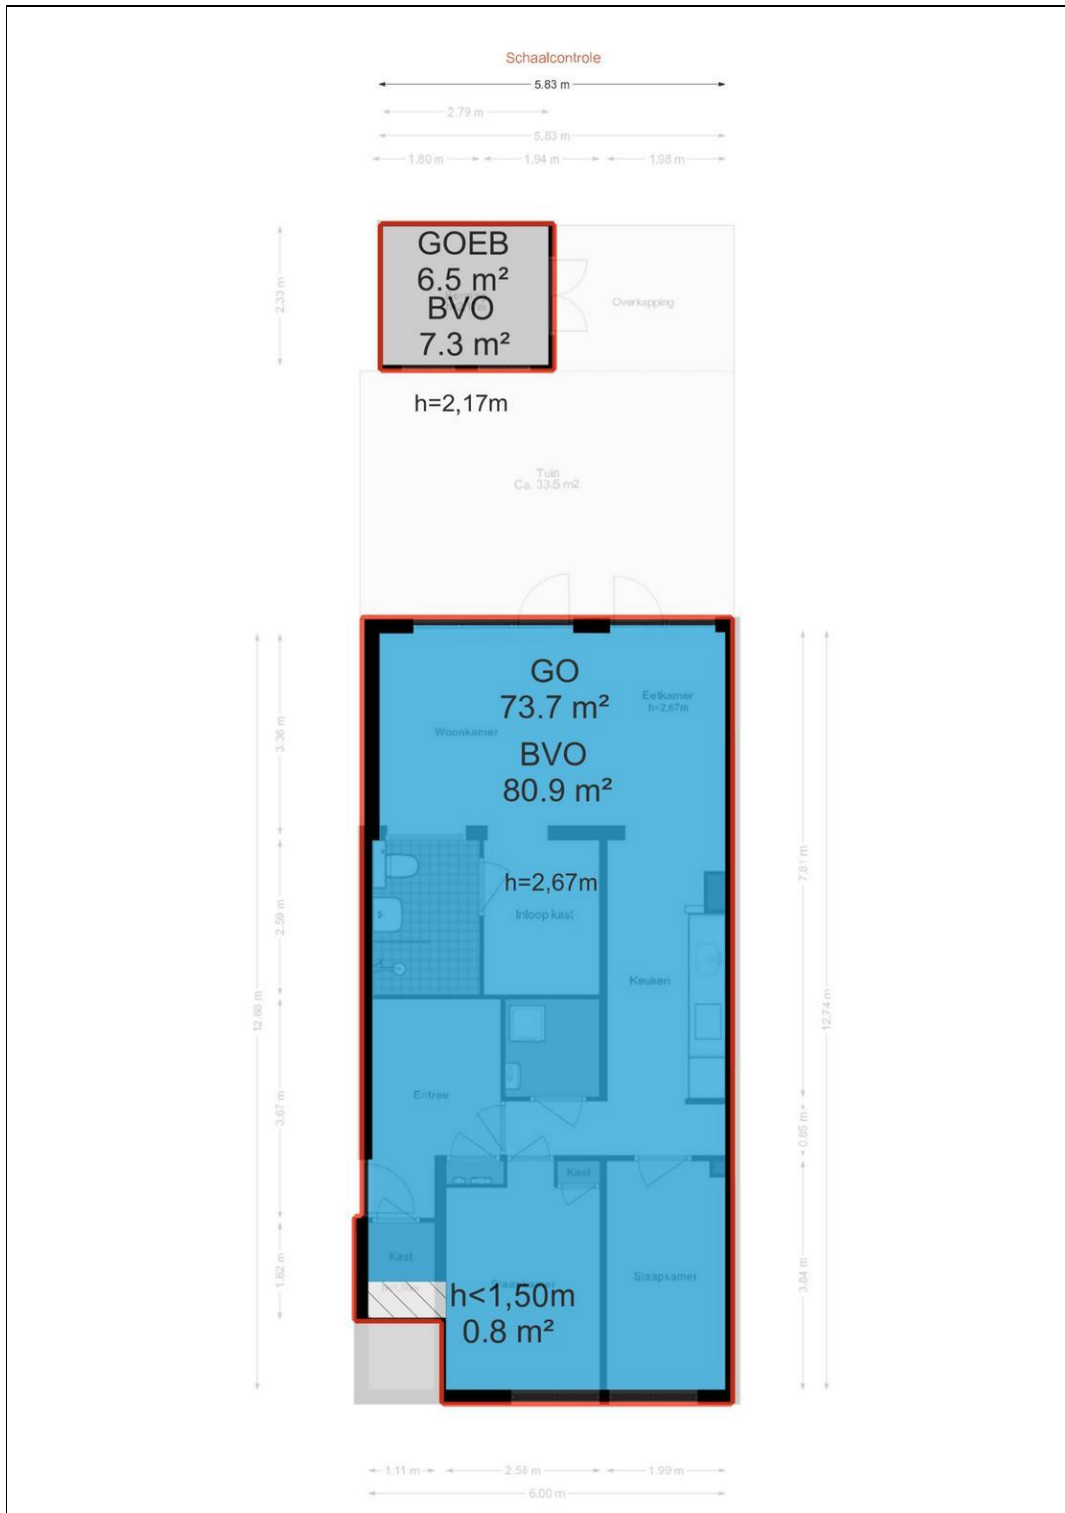 Schaalcontrole
5.83 m
2.79 m
5.83 m
1.80 m
1.94 m
1.98 m
2.33 m
GOEB
6.5 m²
BVO
7.3 m²
Overkapping
h=2,17m
Tuin
Ca. 33.5 m2
GO
73.7 m²
Eetkamer
h=2,67m
Woonkamer
BVO
80.9 m²
3.36 m
7.81 m
h=2,67m
2.59 m
Inloop kast
Keuken
12.68 m
12.74 m
Entree
3.67 m
0.85 m
Kast
Kast
1.62 m
Slaapkamer
3.84 m
h<1,50m
0.8 m²
1.11 m
2.58 m
1.99 m
6.00 m